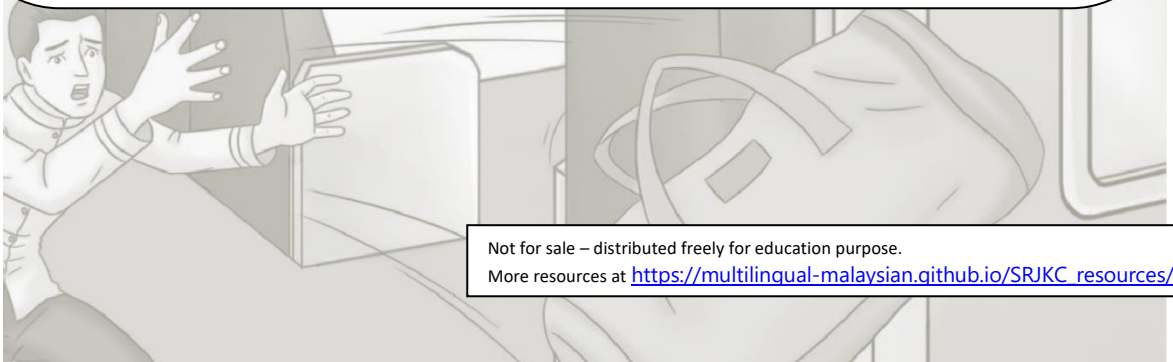 Not for sale – distributed freely for education purpose.
More resources at https://multilingual-malaysian.github.io/SRJKC_resources/